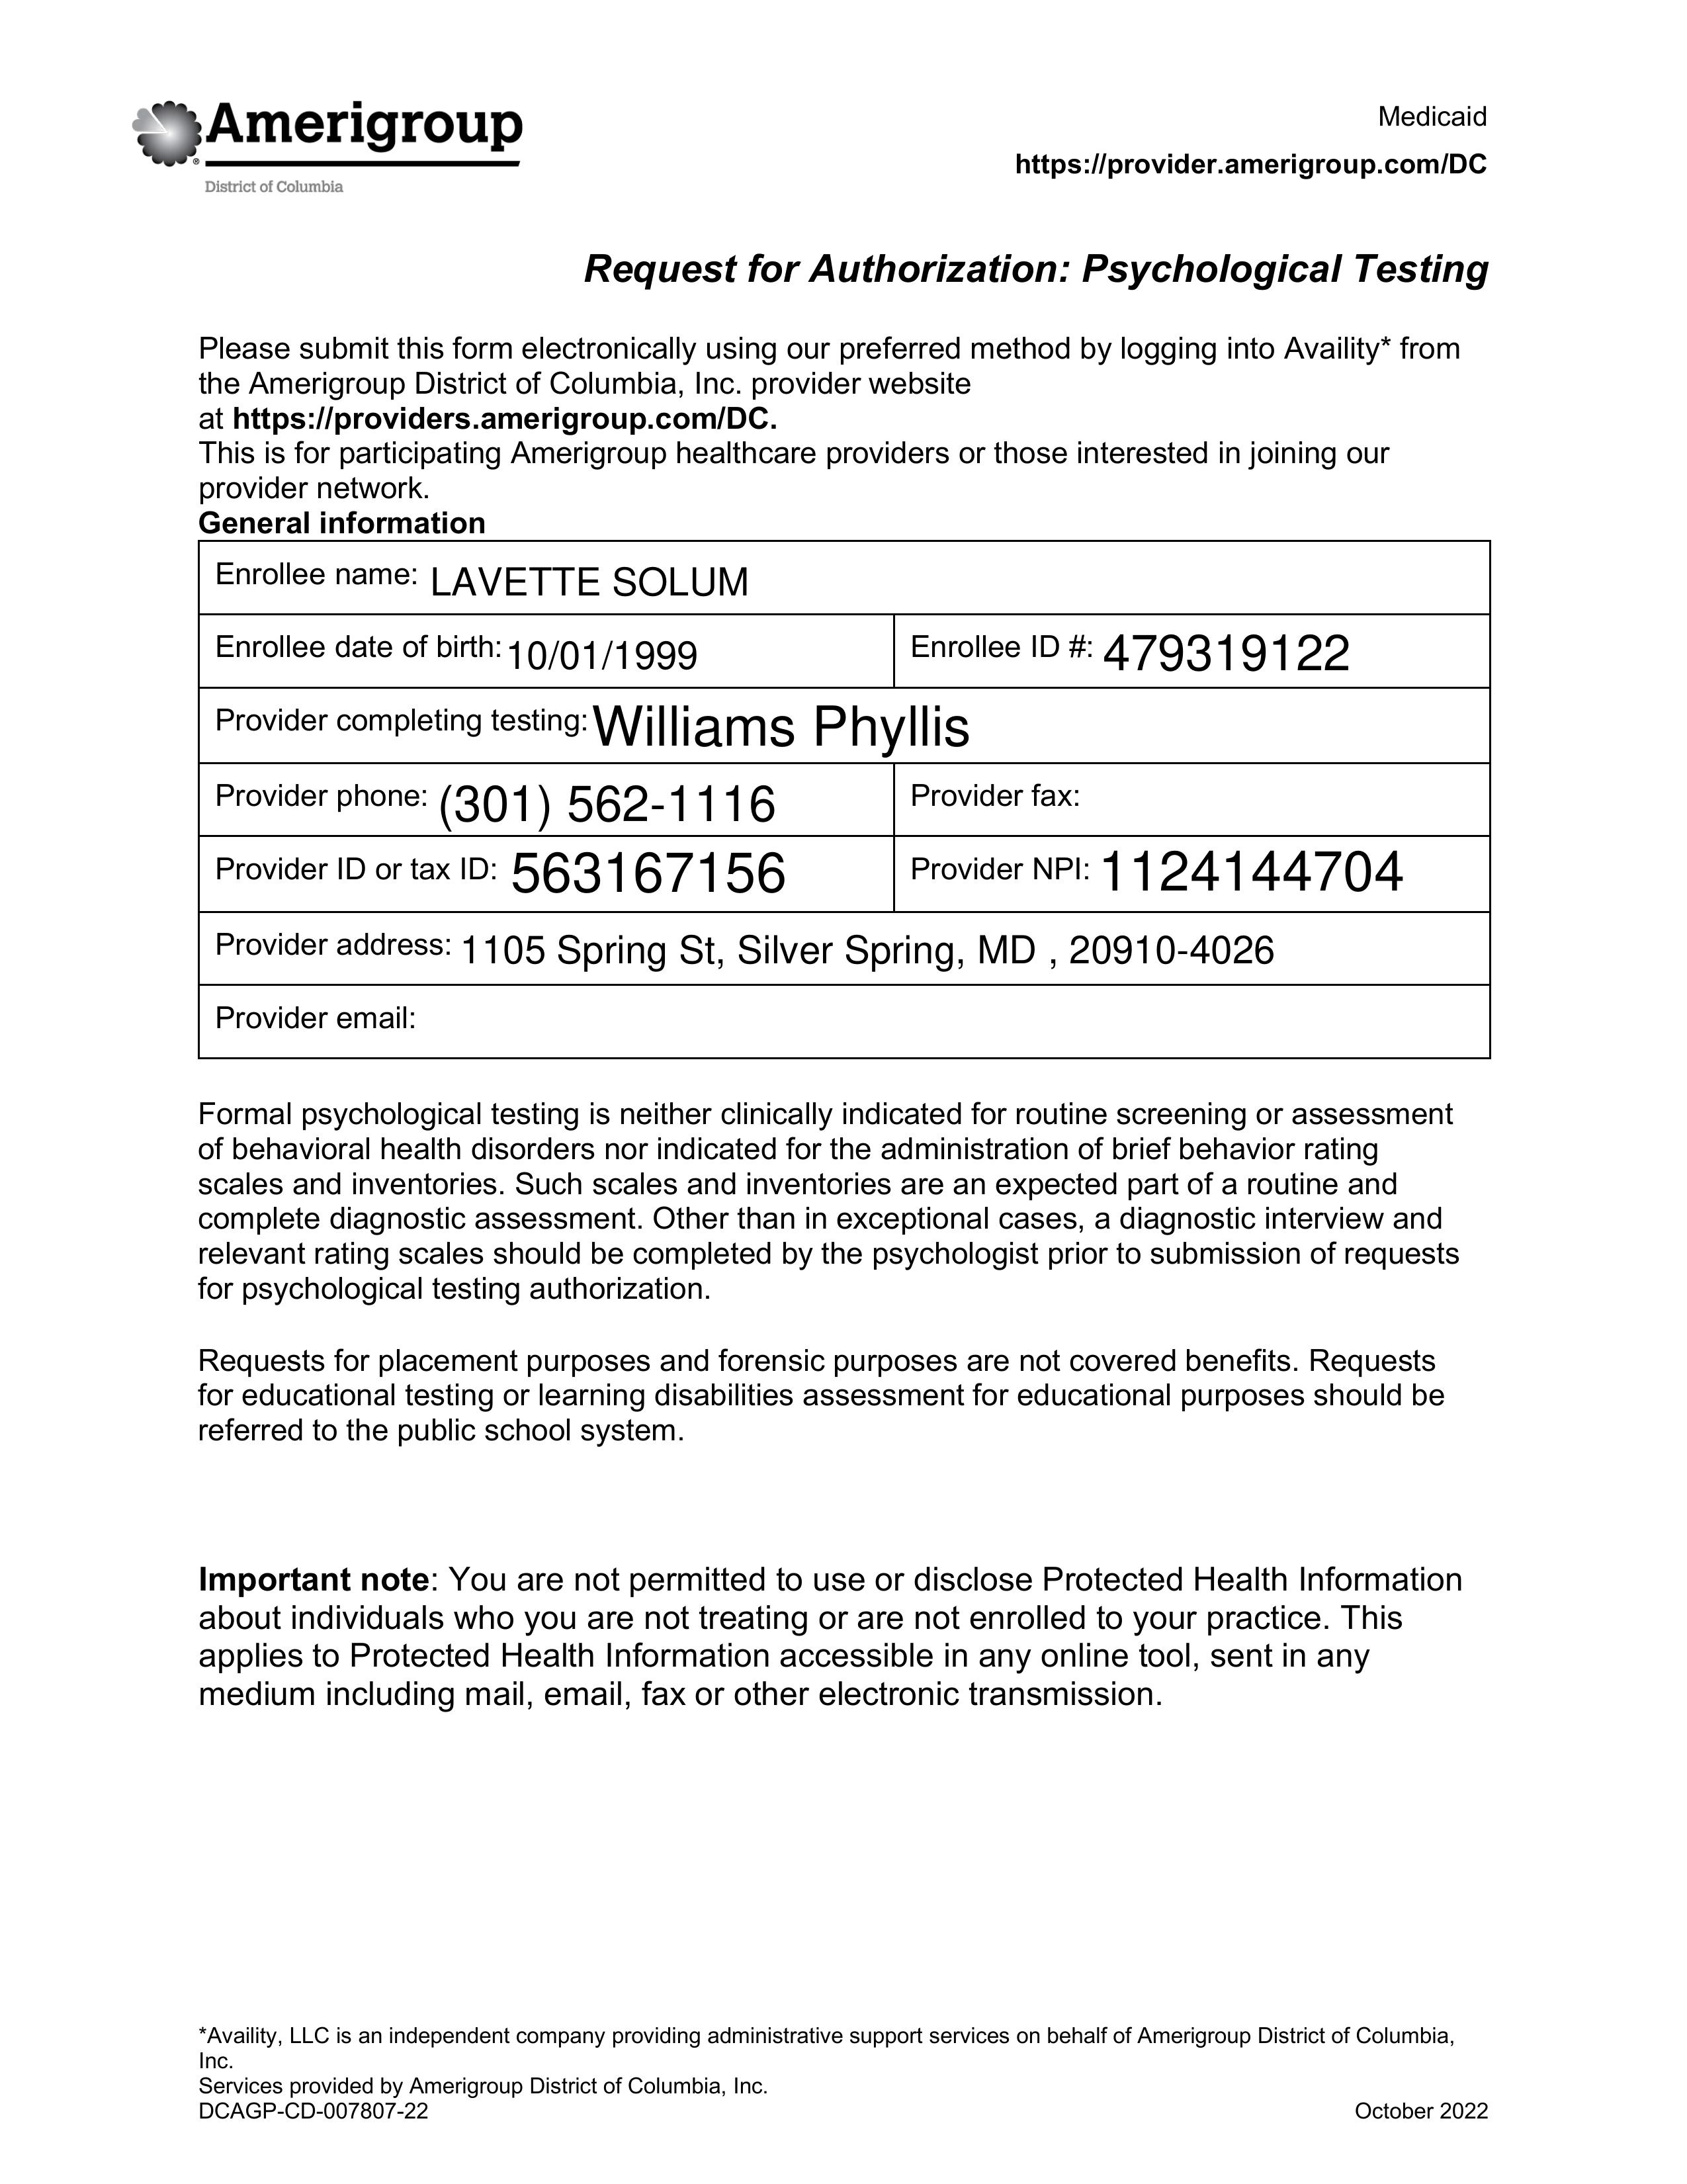 Amerigroup
®
District of Columbia
Medicaid
https://provider.amerigroup.com/DC
Request for Authorization: Psychological Testing
Please submit this form electronically using our preferred method by logging into Availity* from
the Amerigroup District of Columbia, Inc. provider website
at https://providers.amerigroup.com/DC.
This is for participating Amerigroup healthcare providers or those interested in joining our
provider network.
General information
Enrollee name: LAVETTE SOLUM
Enrollee date of birth: 10/01/1999 Enrollee ID #: 479319122
Provider completing testing: Williams Phyllis
Provider phone: (301) 562-1116 Provider fax:
Provider ID or tax ID: 563167156 Provider NPI: 1124144704
Provider address: 1105 Spring St, Silver Spring, MD , 20910-4026
Provider email:
Formal psychological testing is neither clinically indicated for routine screening or assessment
of behavioral health disorders nor indicated for the administration of brief behavior rating
scales and inventories. Such scales and inventories are an expected part of a routine and
complete diagnostic assessment. Other than in exceptional cases, a diagnostic interview and
relevant rating scales should be completed by the psychologist prior to submission of requests
for psychological testing authorization.
Requests for placement purposes and forensic purposes are not covered benefits. Requests
for educational testing or learning disabilities assessment for educational purposes should be
referred to the public school system.
Important note: You are not permitted to use or disclose Protected Health Information
about individuals who you are not treating or are not enrolled to your practice. This
applies to Protected Health Information accessible in any online tool, sent in any
medium including mail, email, fax or other electronic transmission.
*Availity, LLC is an independent company providing administrative support services on behalf of Amerigroup District of Columbia,
Inc.
Services provided by Amerigroup District of Columbia, Inc.
DCAGP-CD-007807-22 October 2022